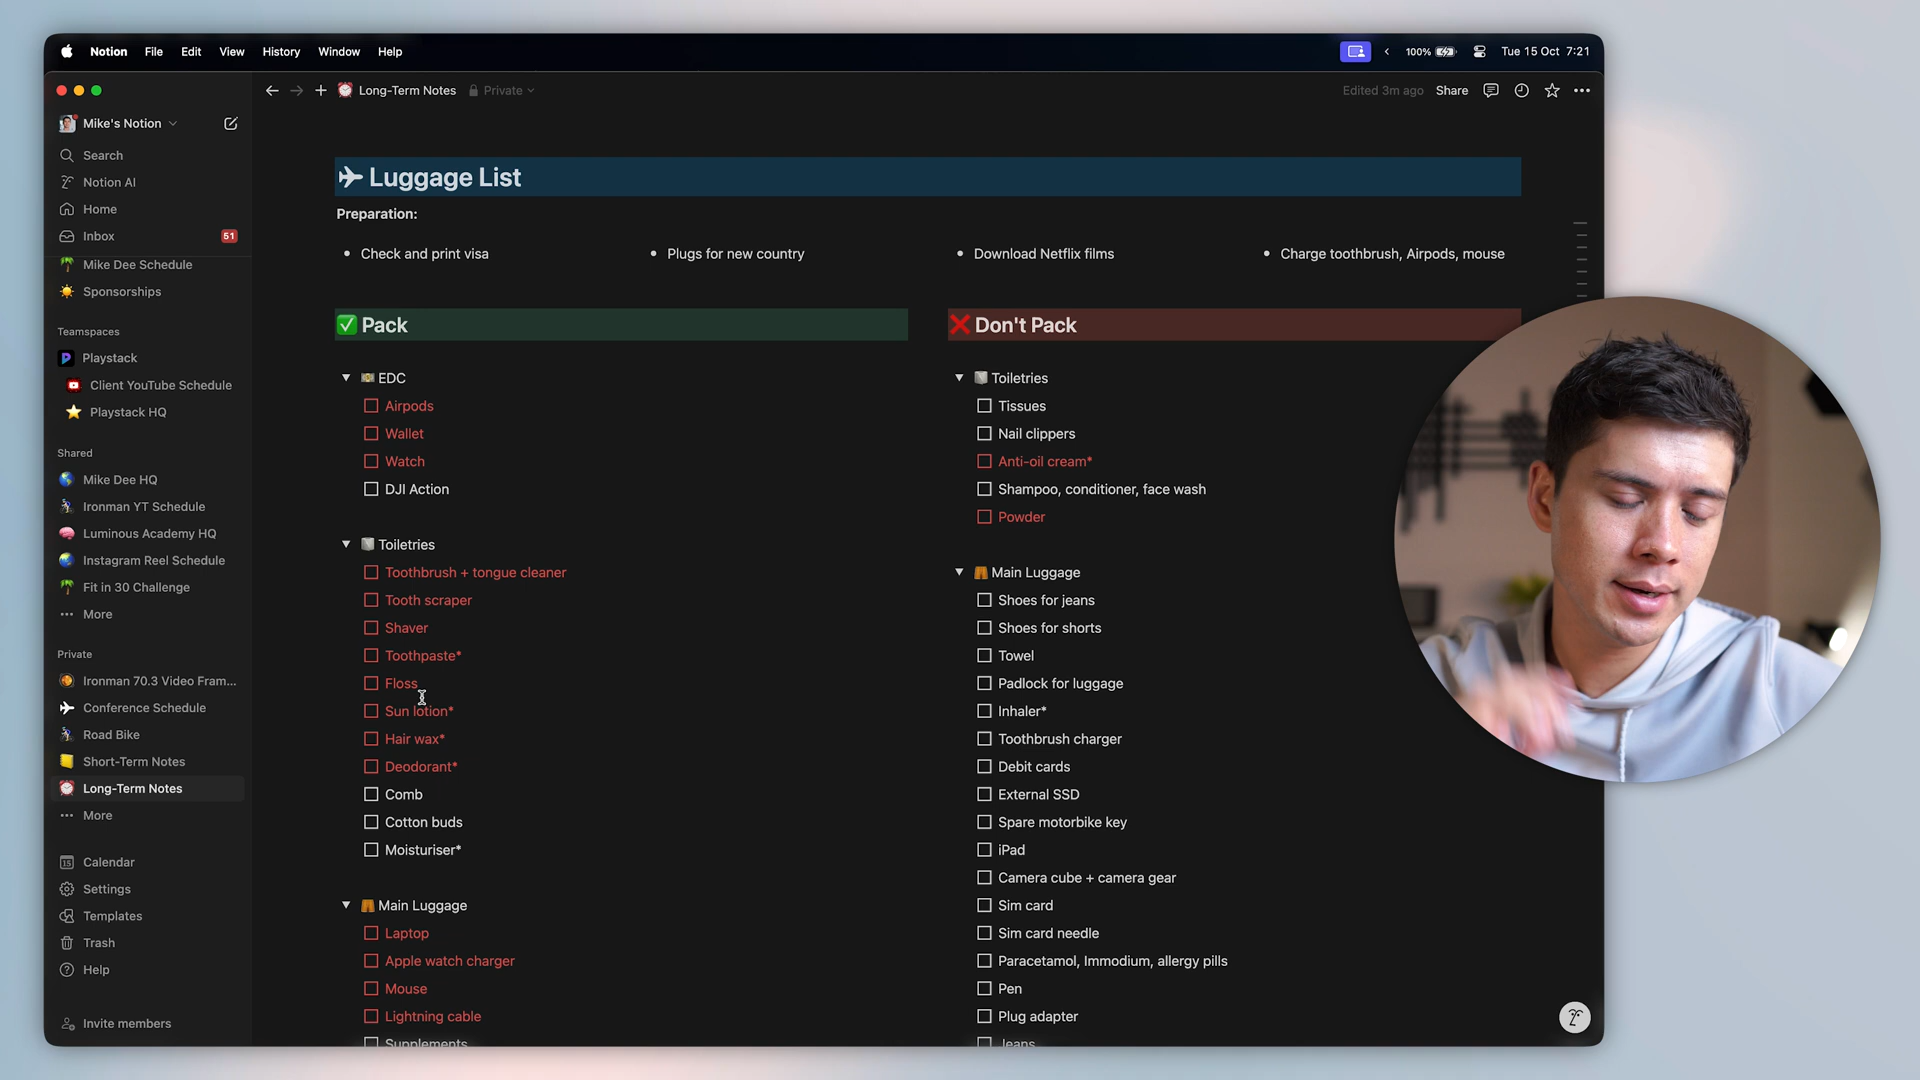 Notion File Edit View History Window Help
100% Tue 15 Oct 7:21
Long-Term Notes Private
Edited 3m ago Share
Mike's Notion
Search
Notion AI
Home
Inbox 51
Mike Dee Schedule
Sponsorships
Teamspaces
Playstack
Client YouTube Schedule
Playstack HQ
Shared
Mike Dee HQ
Ironman YT Schedule
Luminous Academy HQ
Instagram Reel Schedule
Fit in 30 Challenge
More
Private
Ironman 70.3 Video Fram...
Conference Schedule
Road Bike
Short-Term Notes
Long-Term Notes
More
Calendar
Settings
Templates
Trash
Help
Invite members
Luggage List
Preparation:
• Check and print visa
• Plugs for new country
• Download Netflix films
• Charge toothbrush, Airpods, mouse
Pack
EDC
Airpods
Wallet
Watch
DJI Action
Toiletries
Toothbrush + tongue cleaner
Tooth scraper
Shaver
Toothpaste*
Floss
Sun lotion*
Hair wax*
Deodorant*
Comb
Cotton buds
Moisturiser*
Main Luggage
Laptop
Apple watch charger
Mouse
Lightning cable
Supplements
Don't Pack
Toiletries
Tissues
Nail clippers
Anti-oil cream*
Shampoo, conditioner, face wash
Powder
Main Luggage
Shoes for jeans
Shoes for shorts
Towel
Padlock for luggage
Inhaler*
Toothbrush charger
Debit cards
External SSD
Spare motorbike key
iPad
Camera cube + camera gear
Sim card
Sim card needle
Paracetamol, Immodium, allergy pills
Pen
Plug adapter
Jeans